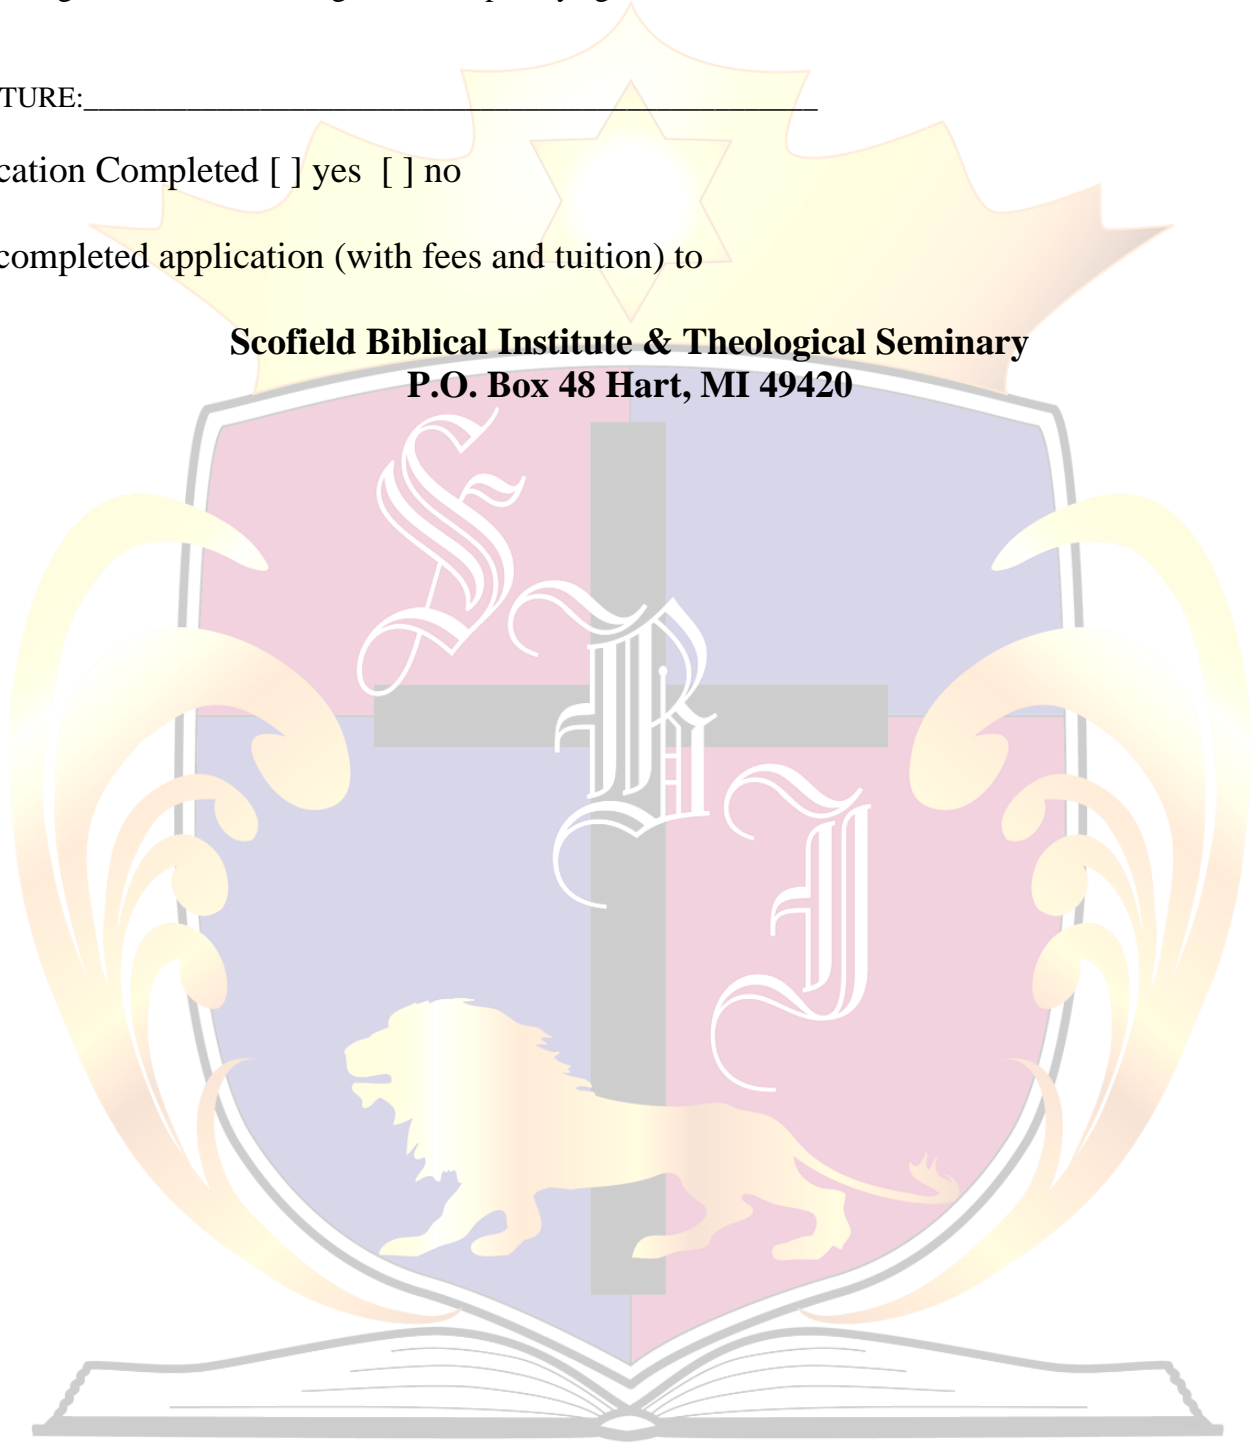 TURE:_______________________________________________
cation Completed [ ] yes [ ] no
completed application (with fees and tuition) to
Scofield Biblical Institute & Theological Seminary
P.O. Box 48 Hart, MI 49420
S
B
I